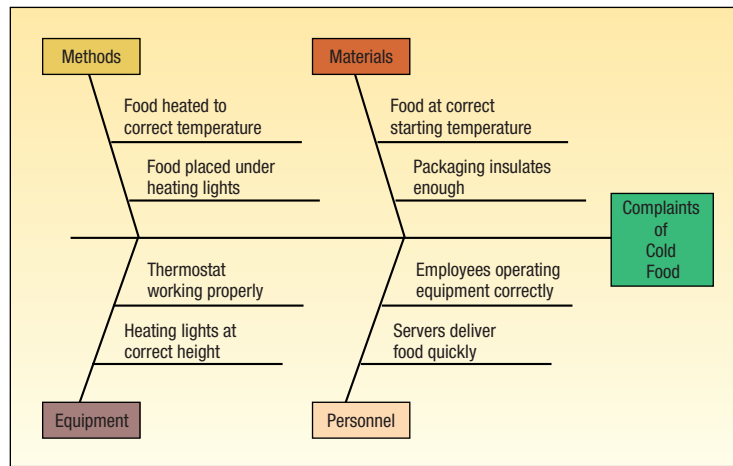 Methods
Materials
Food heated to
correct temperature
Food at correct
starting temperature
Food placed under
heating lights
Packaging insulates
enough
Complaints
of
Cold
Food
Thermostat
working properly
Employees operating
equipment correctly
Heating lights at
correct height
Servers deliver
food quickly
Equipment
Personnel